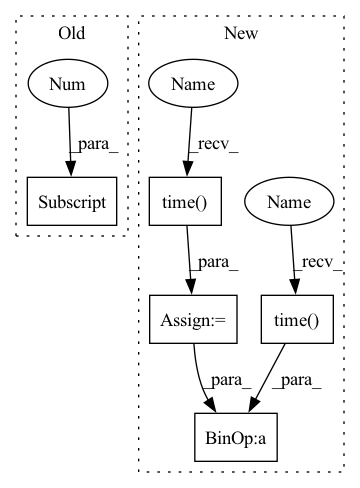 Old
New
Num
Name
_para_
_recv_
Subscript
time()
Name
_para_
_recv_
Assign:=
time()
_para_
_para_
BinOp:a